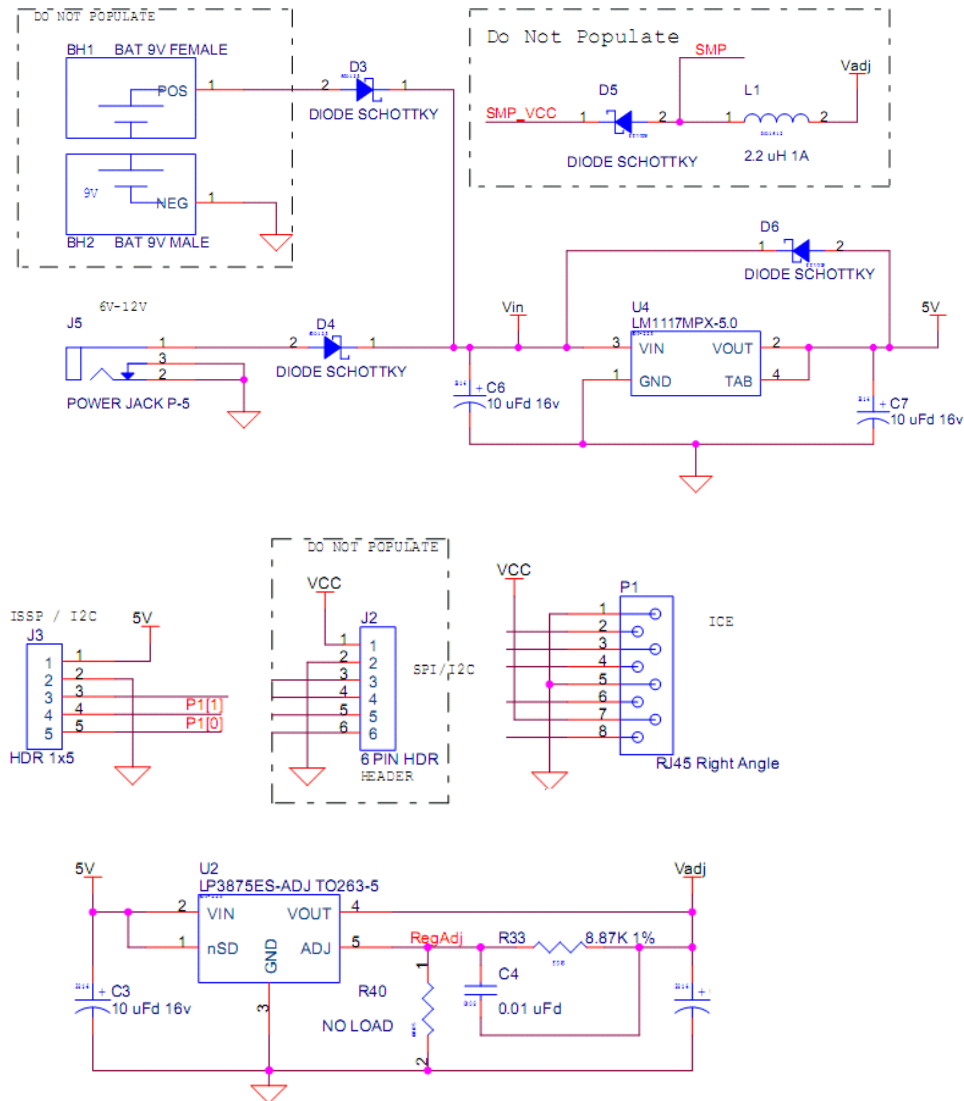 DO NOT POPULATE
BH1 BAT 9V FEMALE
POS
1
2
D3
1
DIODE SCHOTTKY
9V
NEG
1
BH2 BAT 9V MALE
Do Not Populate
SMP
Vadj
D5
L1
SMP_VCC
1
2
1
2
DIODE SCHOTTKY
2.2 uH 1A
D6
1
2
DIODE SCHOTTKY
6V-12V
J5
1
3
2
POWER JACK P-5
D4
2
1
DIODE SCHOTTKY
Vin
U4
LM1117MPX-5.0
5V
3
VIN
VOUT
2
1
GND
TAB
4
+
C6
10 uFd 16v
+
C7
10 uFd 16v
ISSP / I2C
5V
J3
1 1
2 2
3 3
4 4
5 5
P1[1]
P1[0]
HDR 1x5
DO NOT POPULATE
VCC
J2
1 1
2 2
3 3
4 4
5 5
6 6
SPI/I2C
6 PIN HDR
HEADER
VCC
P1
1
2
3
4
5
6
7
8
ICE
RJ45 Right Angle
5V
U2
LP3875ES-ADJ TO263-5
Vadj
2
VIN
VOUT
4
1
nSD
ADJ
5
GND
3
RegAdj
R33
8.87K 1%
+
C3
10 uFd 16v
1
R40
NO LOAD
2
C4
0.01 uFd
+